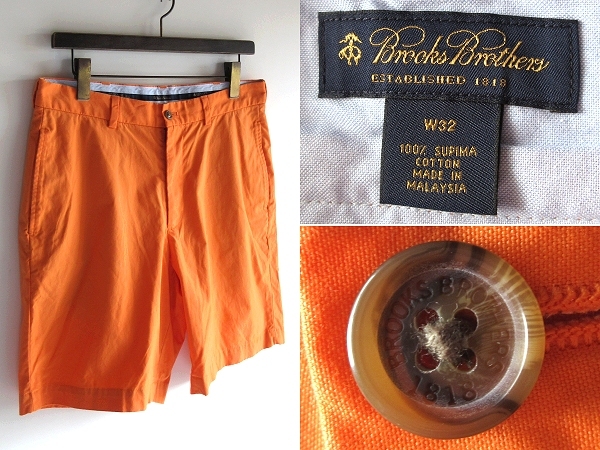 Brooks Brothers
ESTABLISHED 1818
W32
100% SUPIMA
COTTON
MADE IN
MALAYSIA
BROOKS BROTHERS
1818